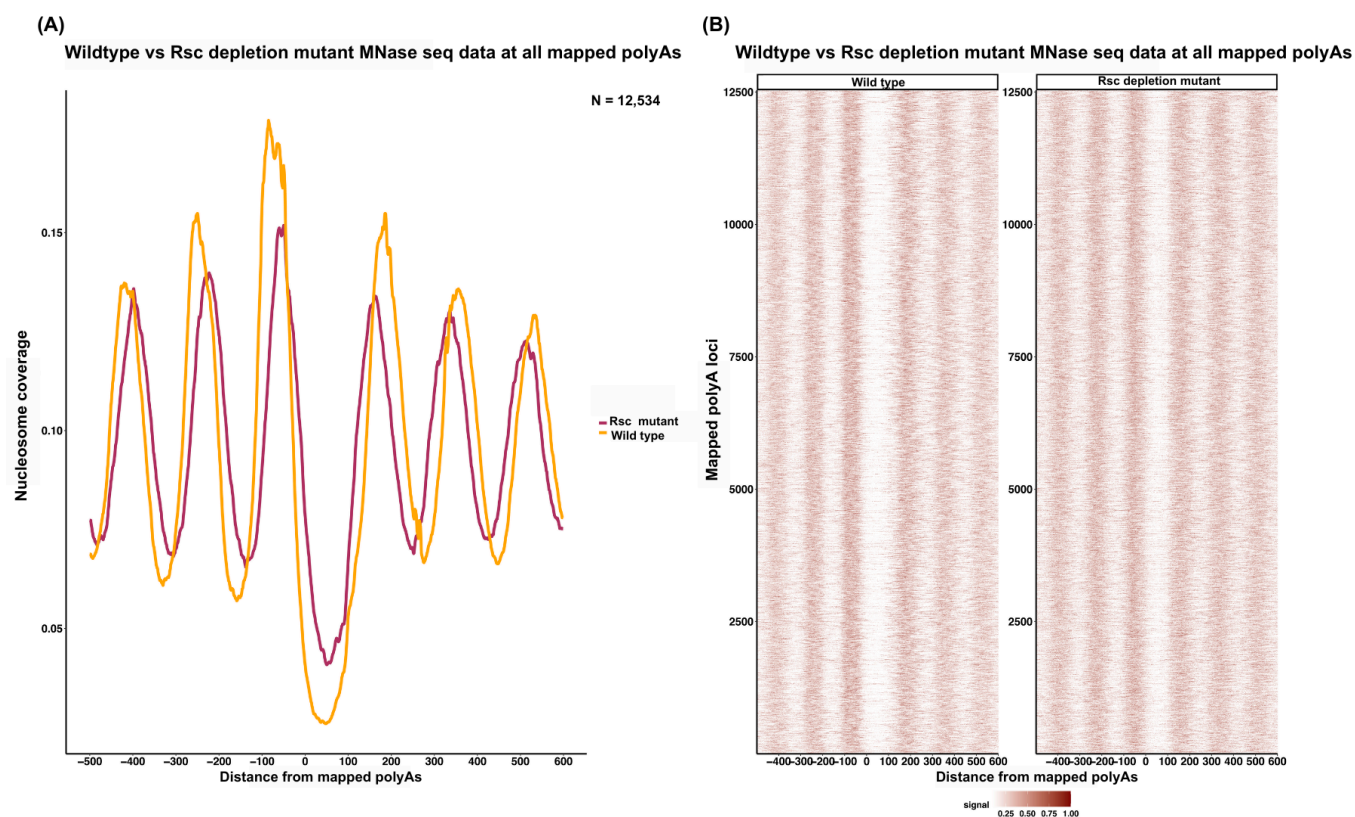 (A)
Wildtype vs Rsc depletion mutant MNase seq data at all mapped polyAs
N = 12,534
0.15
0.10
0.05
Nucleosome coverage
Rsc mutant
Wild type
−500 −400 −300 −200 −100 0 100 200 300 400 500 600
Distance from mapped polyAs
(B)
Wildtype vs Rsc depletion mutant MNase seq data at all mapped polyAs
Wild type
Rsc depletion mutant
12500
10000
7500
5000
2500
12500
10000
7500
5000
2500
Mapped polyA loci
−400−300−200 -100 0 100 200 300 400 500 600
−400−300−200 -100 0 100 200 300 400 500 600
Distance from mapped polyAs
signal
0.25 0.50 0.75 1.00